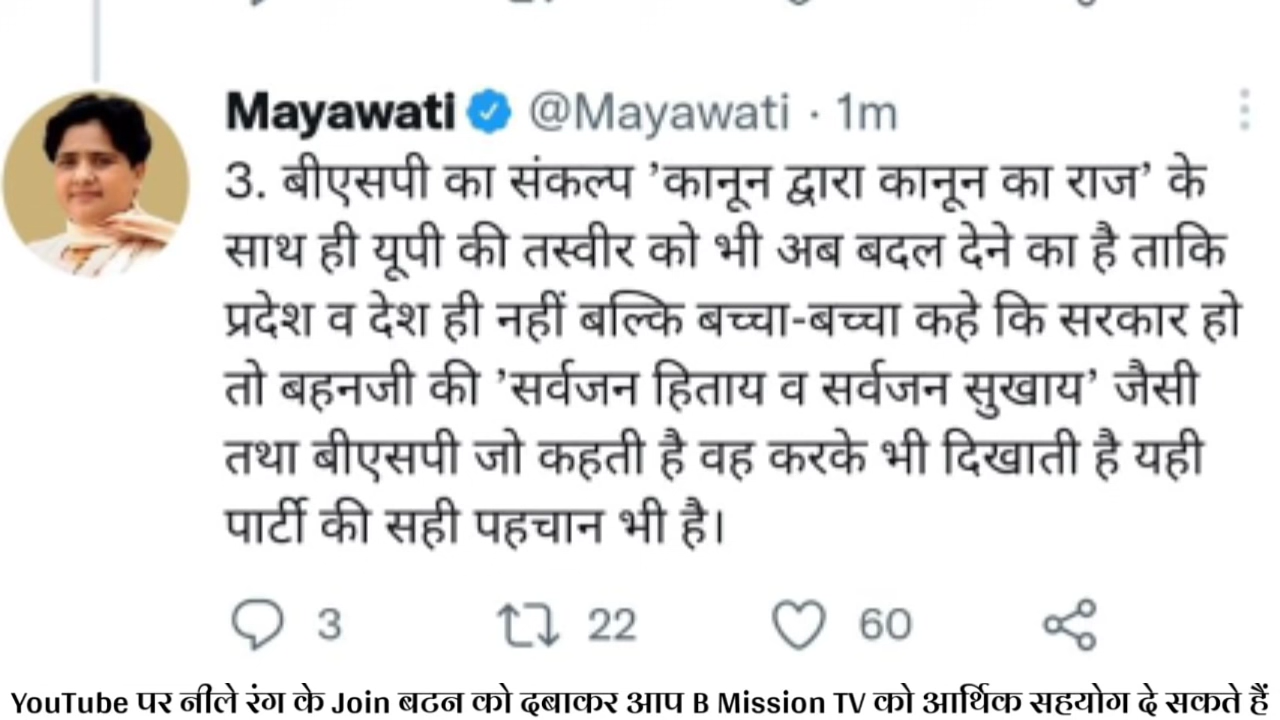 Mayawati @Mayawati · 1m
3. बीएसपी का संकल्प ’कानून द्वारा कानून का राज’ के
साथ ही यूपी की तस्वीर को भी अब बदल देने का है ताकि
प्रदेश व देश ही नहीं बल्कि बच्चा-बच्चा कहे कि सरकार हो
तो बहनजी की ’सर्वजन हिताय व सर्वजन सुखाय’ जैसी
तथा बीएसपी जो कहती है वह करके भी दिखाती है यही
पार्टी की सही पहचान भी है।
3 22 60
YouTube पर नीले रंग के Join बटन को दबाकर आप B Mission TV को आर्थिक सहयोग दे सकते हैं